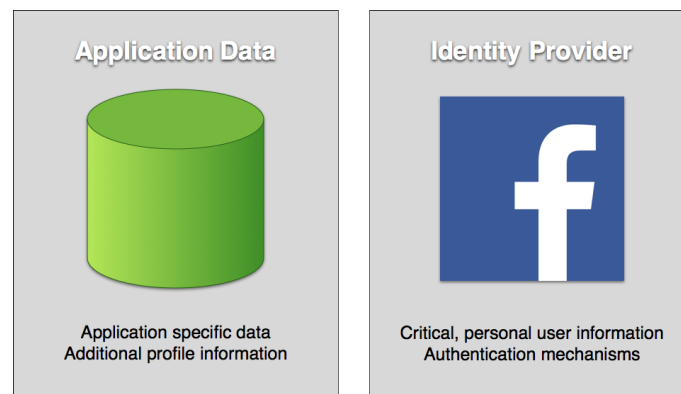 Application Data
Application specific data
Additional profile information
Identity Provider
f
Critical, personal user information
Authentication mechanisms